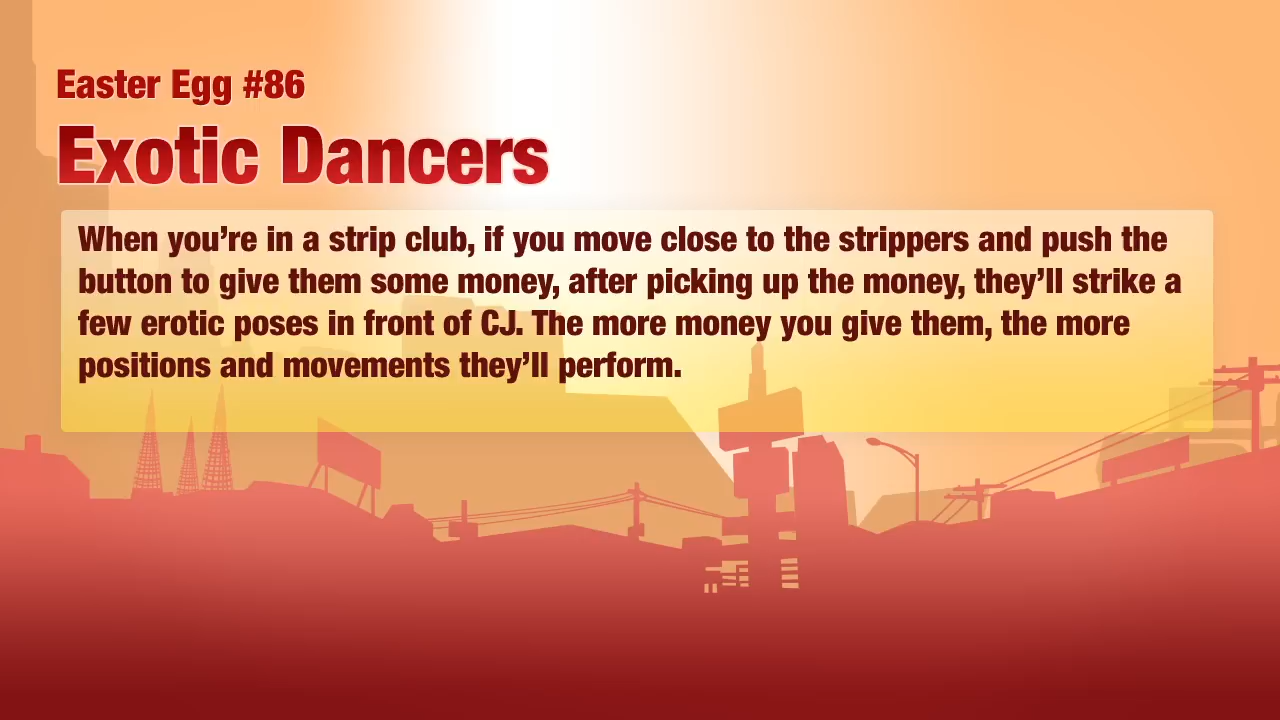 Easter Egg #86
Exotic Dancers
When you’re in a strip club, if you move close to the strippers and push the
button to give them some money, after picking up the money, they’ll strike a
few erotic poses in front of CJ. The more money you give them, the more
positions and movements they’ll perform.